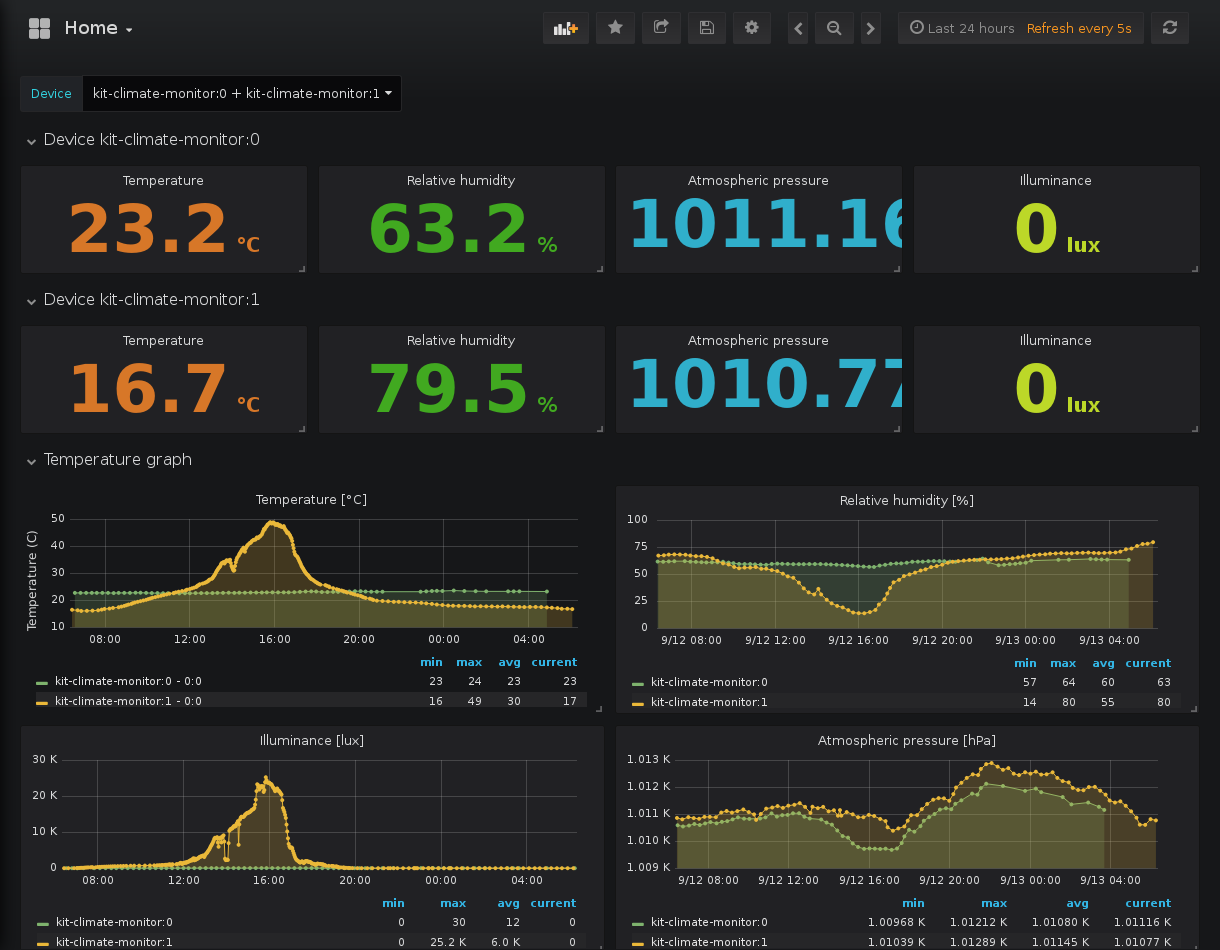 Home
Last 24 hours Refresh every 5s
Device kit-climate-monitor:0 + kit-climate-monitor:1
Device kit-climate-monitor:0
Temperature Relative humidity Atmospheric pressure Illuminance
23.2 °C 63.2 % 1011.16 0 lux
Device kit-climate-monitor:1
Temperature Relative humidity Atmospheric pressure Illuminance
16.7 °C 79.5 % 1010.77 0 lux
Temperature graph
Temperature [°C]
Temperature (C)
50
40
30
20
10
08:00 12:00 16:00 20:00 00:00 04:00
min max avg current
kit-climate-monitor:0 - 0:0 23 24 23 23
kit-climate-monitor:1 - 0:0 16 49 30 17
Relative humidity [%]
100
75
50
25
0
9/12 08:00 9/12 12:00 9/12 16:00 9/12 20:00 9/13 00:00 9/13 04:00
min max avg current
kit-climate-monitor:0 57 64 60 63
kit-climate-monitor:1 14 80 55 80
Illuminance [lux]
30 K
20 K
10 K
0
08:00 12:00 16:00 20:00 00:00 04:00
min max avg current
kit-climate-monitor:0 0 30 12 0
kit-climate-monitor:1 0 25.2 K 6.0 K 0
Atmospheric pressure [hPa]
1.013 K
1.012 K
1.011 K
1.010 K
1.009 K
9/12 08:00 9/12 12:00 9/12 16:00 9/12 20:00 9/13 00:00 9/13 04:00
min max avg current
kit-climate-monitor:0 1.00968 K 1.01212 K 1.01080 K 1.01116 K
kit-climate-monitor:1 1.01039 K 1.01289 K 1.01145 K 1.01077 K